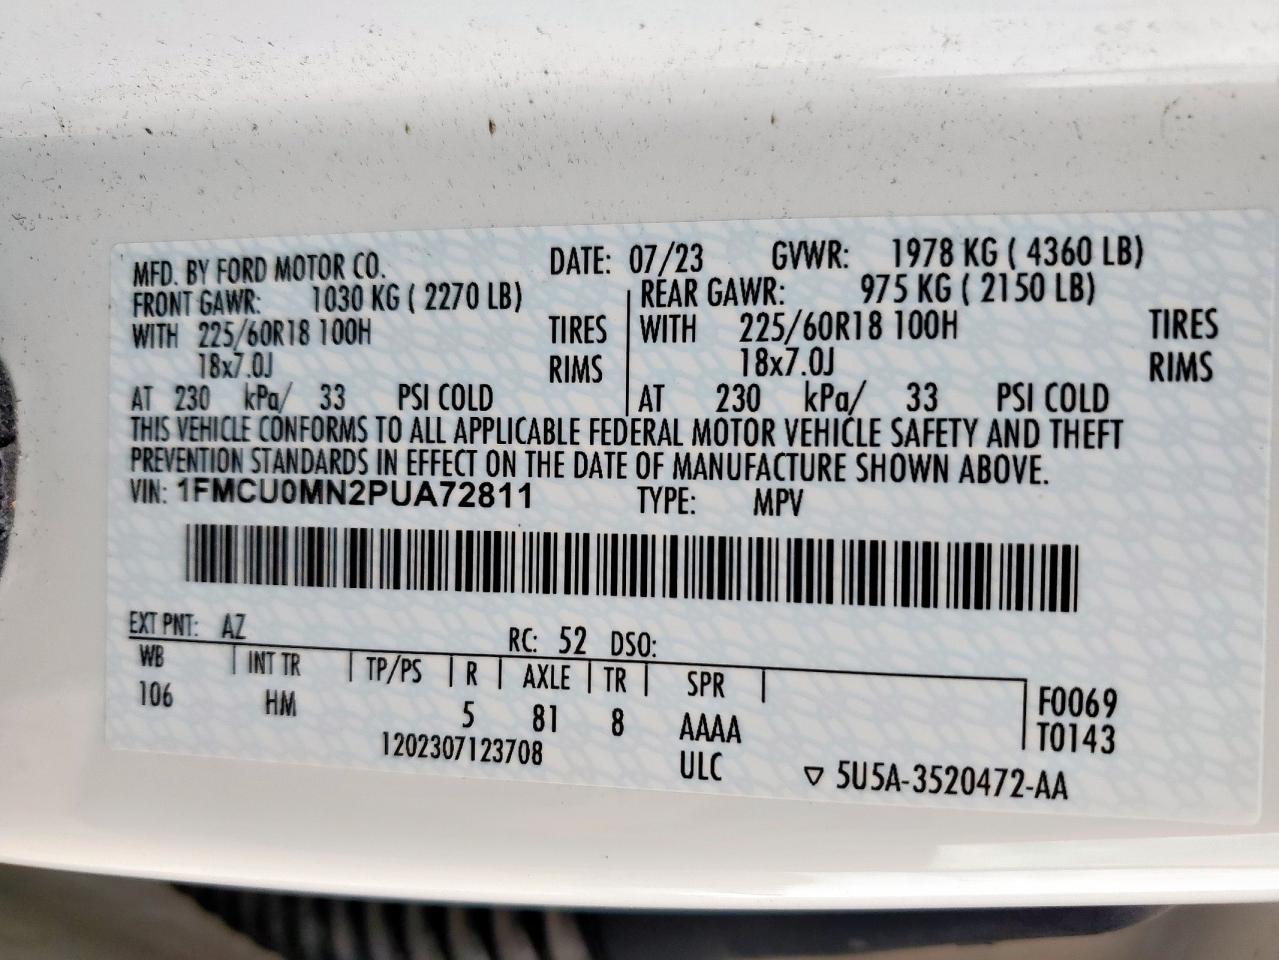 MFD. BY FORD MOTOR CO. DATE: 07/23 GVWR: 1978 KG ( 4360 LB)
FRONT GAWR: 1030 KG ( 2270 LB) REAR GAWR: 975 KG ( 2150 LB)
WITH 225/60R18 100H TIRES WITH 225/60R18 100H TIRES
18x7.0J RIMS 18x7.0J RIMS
AT 230 kPa/ 33 PSI COLD AT 230 kPa/ 33 PSI COLD
THIS VEHICLE CONFORMS TO ALL APPLICABLE FEDERAL MOTOR VEHICLE SAFETY AND THEFT
PREVENTION STANDARDS IN EFFECT ON THE DATE OF MANUFACTURE SHOWN ABOVE.
VIN: 1FMCU0MN2PUA72811 TYPE: MPV
EXT PNT: AZ RC: 52 DSO:
WB INT TR TP/PS R AXLE TR SPR F0069
106 HM 5 81 8 AAAA T0143
1202307123708 ULC ▽ 5U5A-3520472-AA